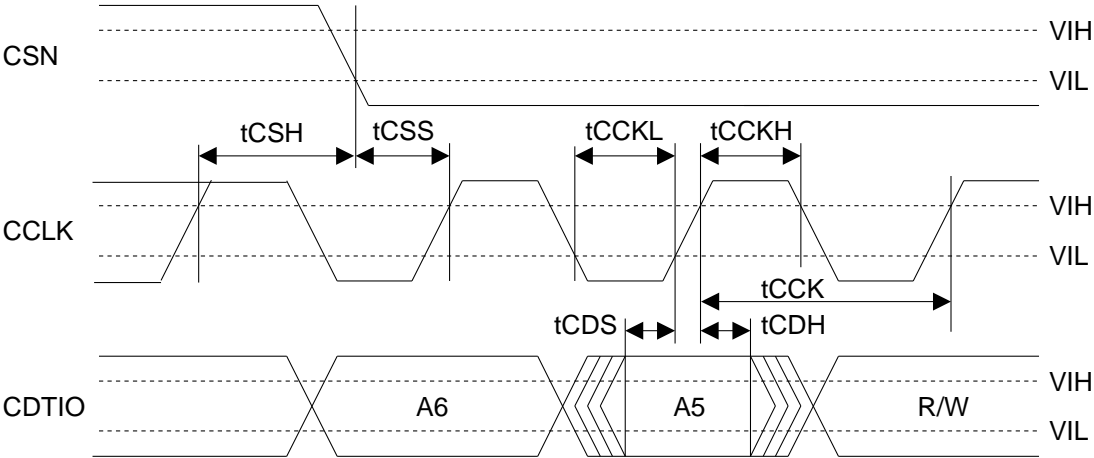 VIH
CSN
VIL
tCSH tCSS tCCKL tCCKH
VIH
CCLK
VIL
tCCK
tCDS tCDH
VIH
CDTIO A6 A5 R/W
VIL